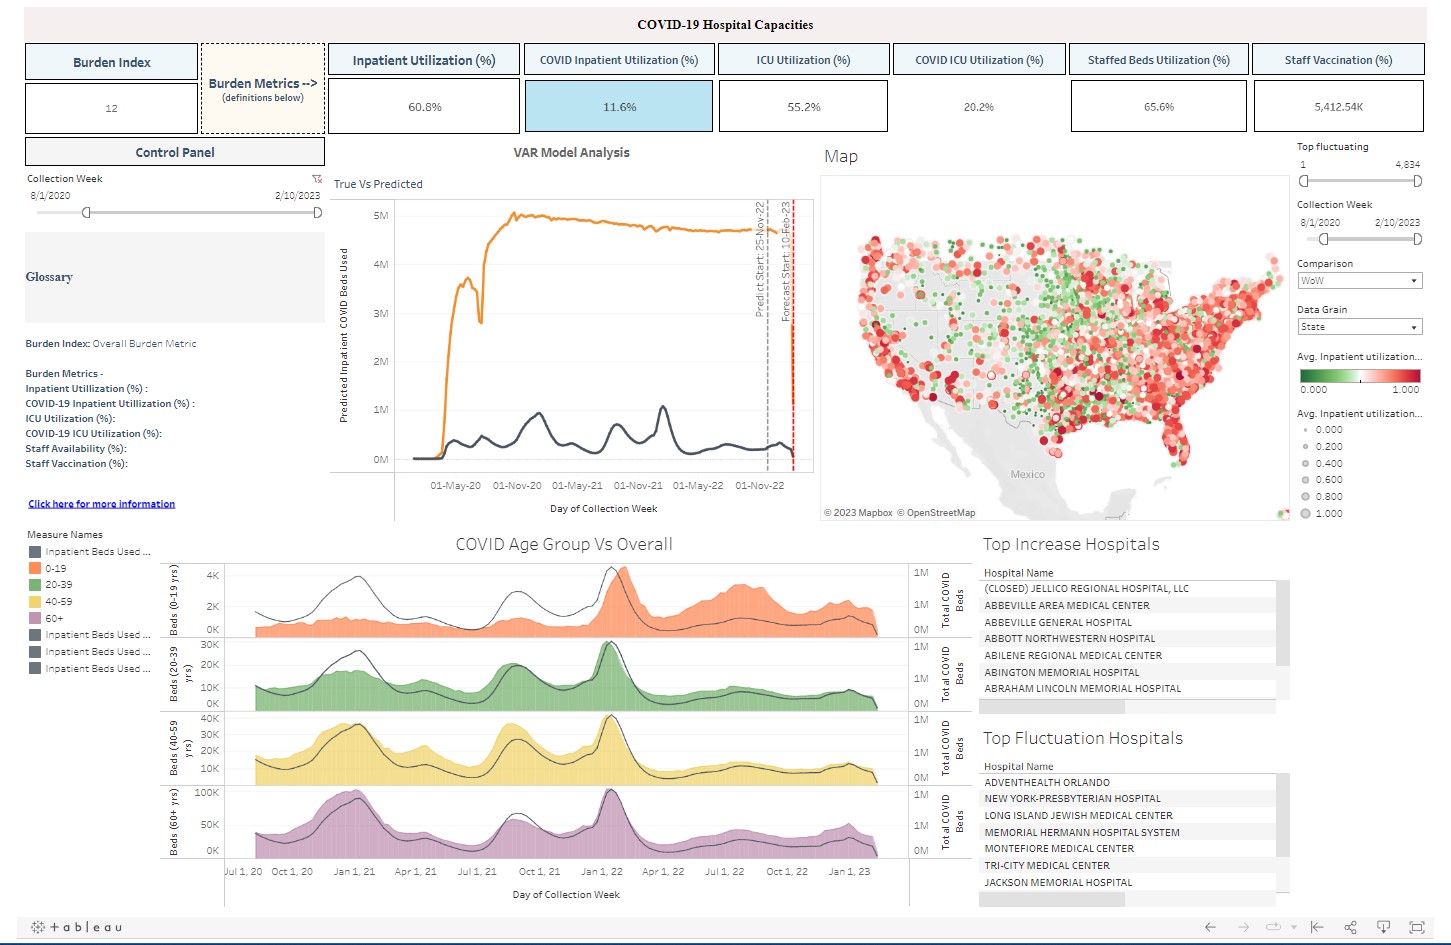 COVID-19 Hospital Capacities
Burden Index
Burden Metrics -->
(definitions below)
Inpatient Utilization (%)
COVID Inpatient Utilization (%)
ICU Utilization (%)
COVID ICU Utilization (%)
Staffed Beds Utilization (%)
Staff Vaccination (%)
12
60.8%
11.6%
55.2%
20.2%
65.6%
5,412.54K
Control Panel
Collection Week
8/1/2020 2/10/2023
Glossary
Burden Index: Overall Burden Metric
Burden Metrics -
Inpatient Utillization (%) :
COVID-19 Inpatient Utillization (%) :
ICU Utilization (%):
COVID-19 ICU Utilization (%):
Staff Availability (%):
Staff Vaccination (%):
Click here for more information
VAR Model Analysis
True Vs Predicted
Predicted Inpatient COVID Beds Used
5M
4M
3M
2M
1M
0M
Predict Start: 25-Nov-22
Forecast Start: 10-Feb-23
01-May-20 01-Nov-20 01-May-21 01-Nov-21 01-May-22 01-Nov-22
Day of Collection Week
Map
Mexico
© 2023 Mapbox © OpenStreetMap
Top fluctuating
1 4,834
Collection Week
8/1/2020 2/10/2023
Comparison
WoW
Data Grain
State
Avg. Inpatient utilization...
0.000 1.000
Avg. Inpatient utilization...
0.000
0.200
0.400
0.600
0.800
1.000
Measure Names
Inpatient Beds Used ...
0-19
20-39
40-59
60+
Inpatient Beds Used ...
Inpatient Beds Used ...
Inpatient Beds Used ...
COVID Age Group Vs Overall
Beds (0-19 yrs)
4K
2K
0K
1M
1M
0M
Total COVID
Beds
Beds (20-39
yrs)
30K
20K
10K
0K
1M
1M
0M
Total COVID
Beds
Beds (40-59
yrs)
40K
30K
20K
10K
1M
1M
0M
Total COVID
Beds
Beds (60+ yrs)
100K
50K
0K
1M
1M
0M
Total COVID
Beds
Jul 1, 20 Oct 1, 20 Jan 1, 21 Apr 1, 21 Jul 1, 21 Oct 1, 21 Jan 1, 22 Apr 1, 22 Jul 1, 22 Oct 1, 22 Jan 1, 23
Day of Collection Week
Top Increase Hospitals
Hospital Name
(CLOSED) JELLICO REGIONAL HOSPITAL, LLC
ABBEVILLE AREA MEDICAL CENTER
ABBEVILLE GENERAL HOSPITAL
ABBOTT NORTHWESTERN HOSPITAL
ABILENE REGIONAL MEDICAL CENTER
ABINGTON MEMORIAL HOSPITAL
ABRAHAM LINCOLN MEMORIAL HOSPITAL
Top Fluctuation Hospitals
Hospital Name
ADVENTHEALTH ORLANDO
NEW YORK-PRESBYTERIAN HOSPITAL
LONG ISLAND JEWISH MEDICAL CENTER
MEMORIAL HERMANN HOSPITAL SYSTEM
MONTEFIORE MEDICAL CENTER
TRI-CITY MEDICAL CENTER
JACKSON MEMORIAL HOSPITAL
+ableau